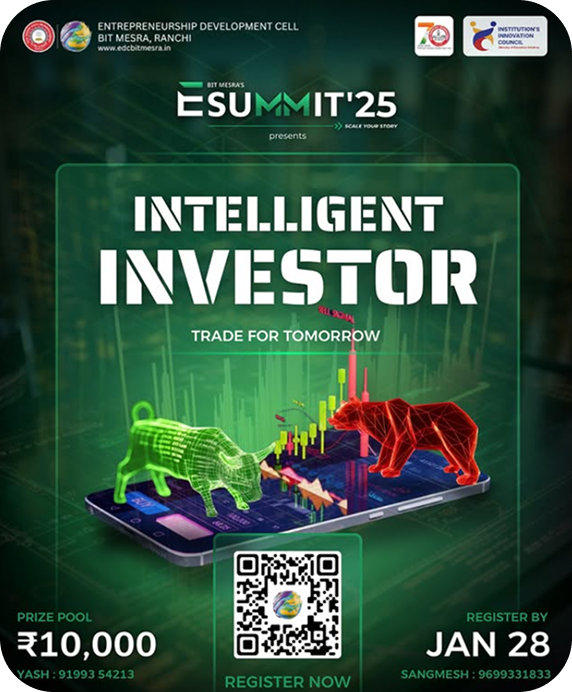 ENTREPRENEURSHIP DEVELOPMENT CELL
BIT MESRA, RANCHI
www.edcbitmesra.in
INSTITUTION'S
INNOVATION
COUNCIL
BIT MESRA'S
ESUMMIT'25
SCALE YOUR STORY
presents
INTELLIGENT
INVESTOR
TRADE FOR TOMORROW
BUY
PRIZE POOL
₹10,000
YASH : 91993 54213
REGISTER NOW
REGISTER BY
JAN 28
SANGMESH : 9699331833